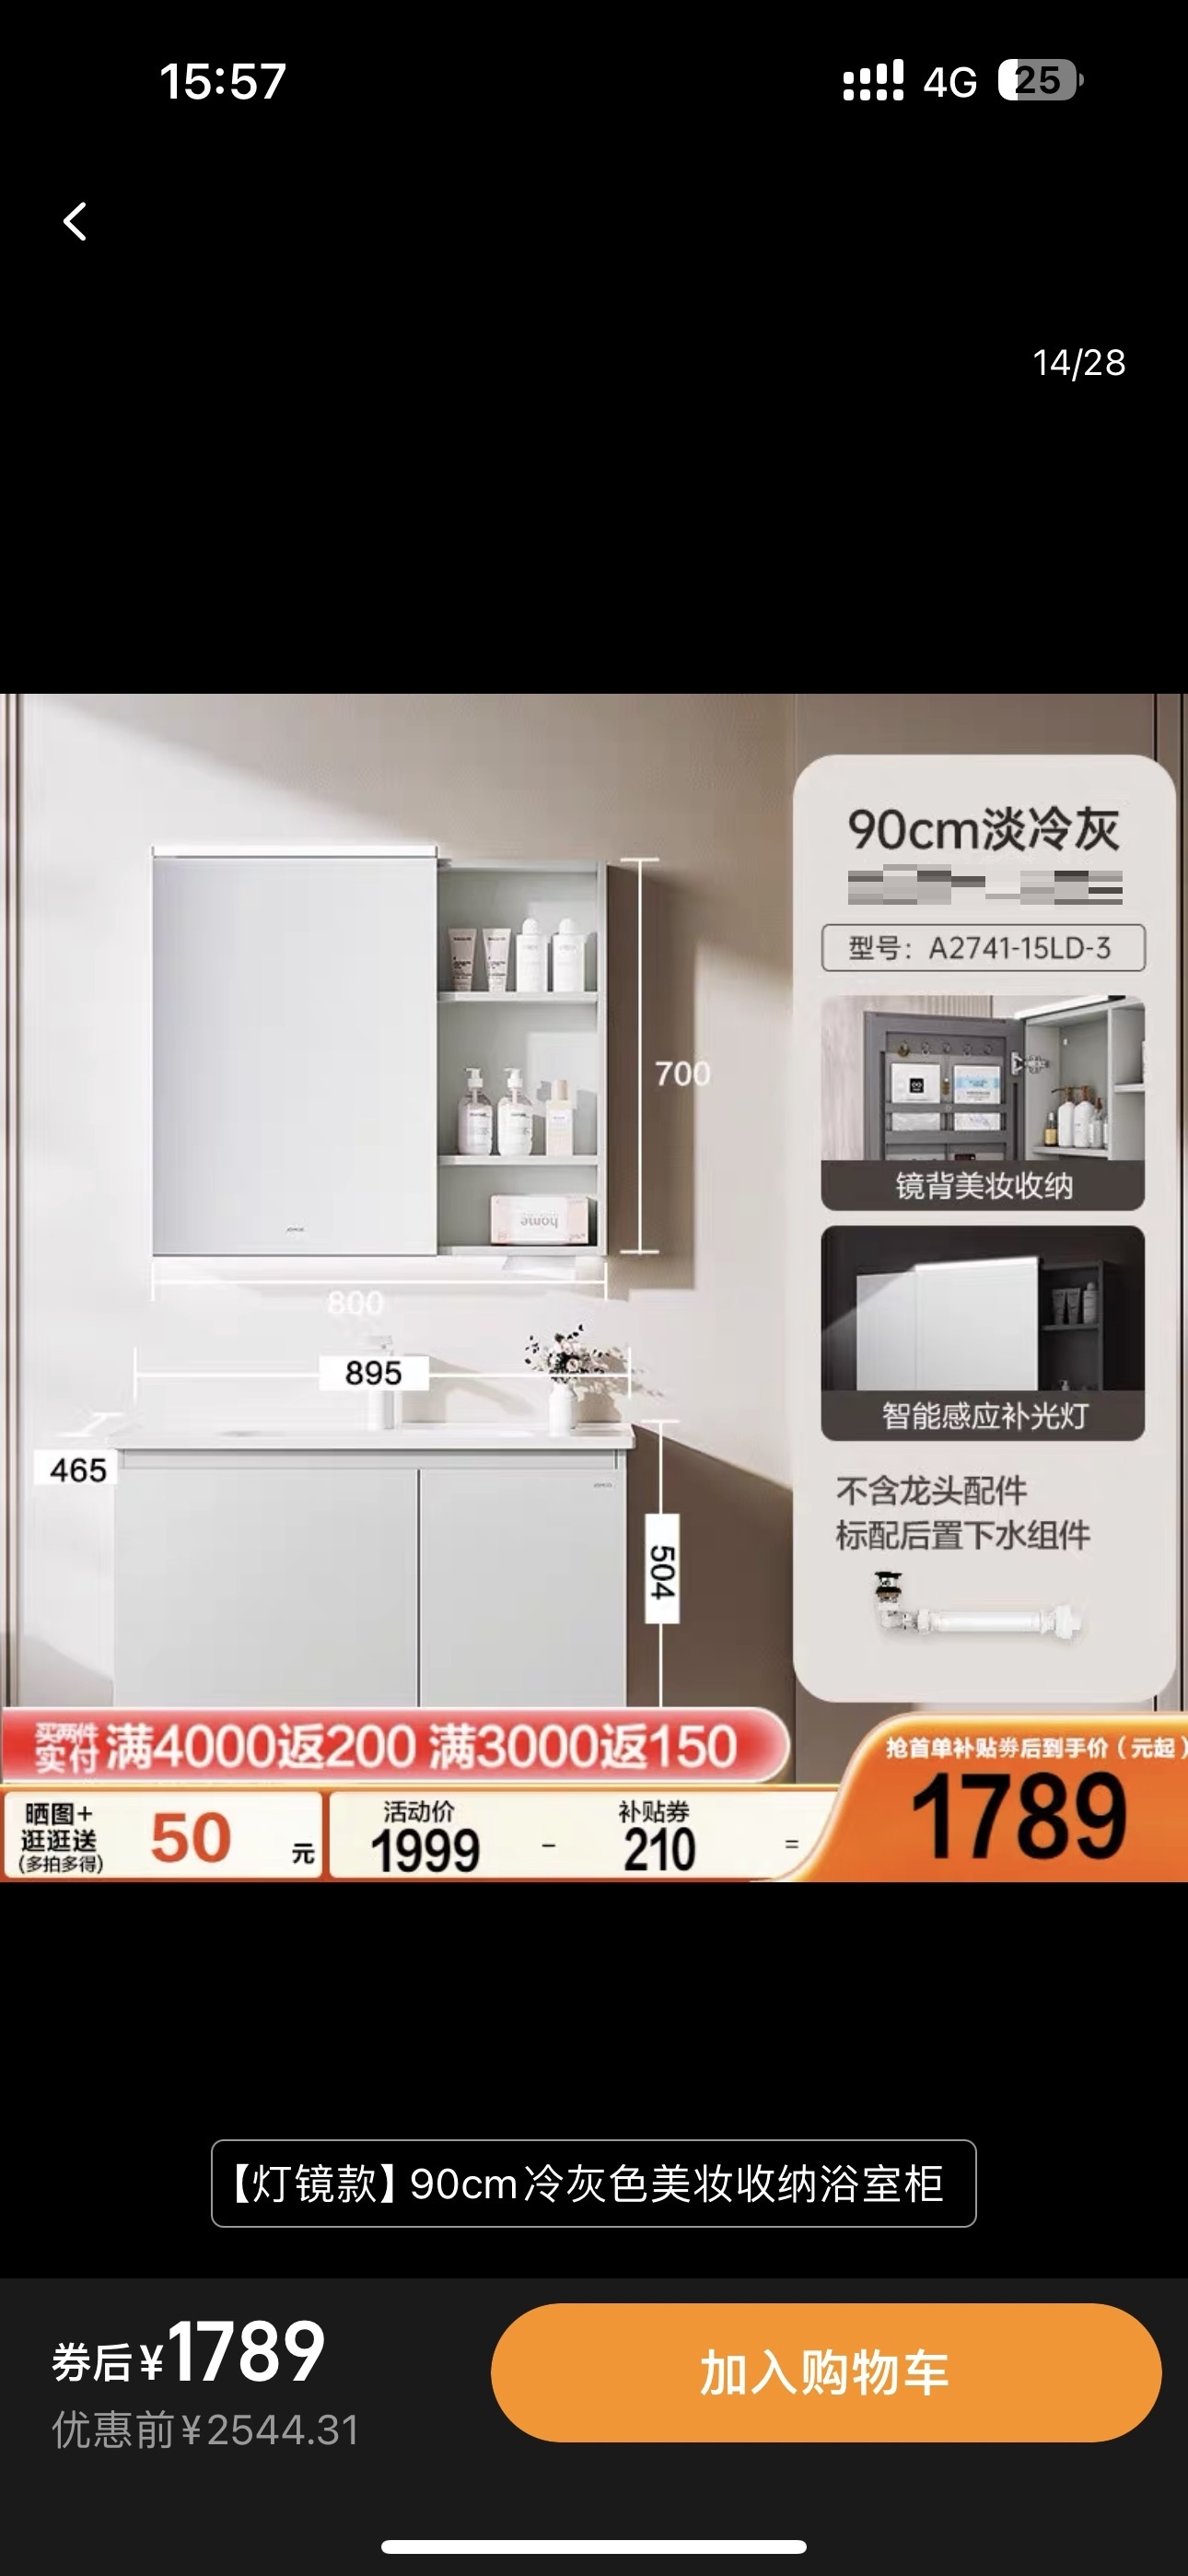 15:57
4G 25
14/28
90cm淡冷灰
型号：A2741-15LD-3
镜背美妆收纳
智能感应补光灯
不含龙头配件
标配后置下水组件
700
800
895
465
504
home
买两件
实付 满4000返200 满3000返150
抢首单补贴券后到手价（元起）
1789
晒图+
逛逛送
(多拍多得)
50 元
活动价
1999
-
补贴券
210
=
【灯镜款】90cm冷灰色美妆收纳浴室柜
券后¥1789
优惠前¥2544.31
加入购物车